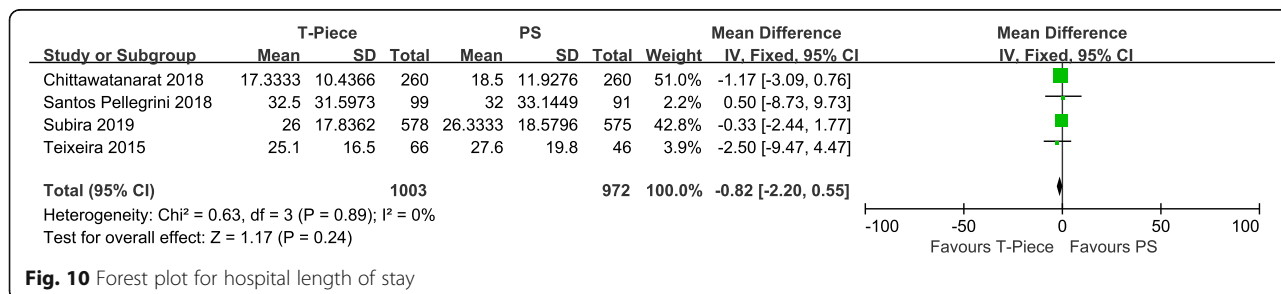 T-Piece PS Mean Difference Mean Difference
Study or Subgroup Mean SD Total Mean SD Total Weight IV, Fixed, 95% CI IV, Fixed, 95% CI
Chittawatanarat 2018 17.3333 10.4366 260 18.5 11.9276 260 51.0% -1.17 [-3.09, 0.76]
Santos Pellegrini 2018 32.5 31.5973 99 32 33.1449 91 2.2% 0.50 [-8.73, 9.73]
Subira 2019 26 17.8362 578 26.3333 18.5796 575 42.8% -0.33 [-2.44, 1.77]
Teixeira 2015 25.1 16.5 66 27.6 19.8 46 3.9% -2.50 [-9.47, 4.47]
Total (95% CI) 1003 972 100.0% -0.82 [-2.20, 0.55]
Heterogeneity: Chi² = 0.63, df = 3 (P = 0.89); I² = 0%
Test for overall effect: Z = 1.17 (P = 0.24)
-100 -50 0 50 100
Favours T-Piece Favours PS
Fig. 10 Forest plot for hospital length of stay